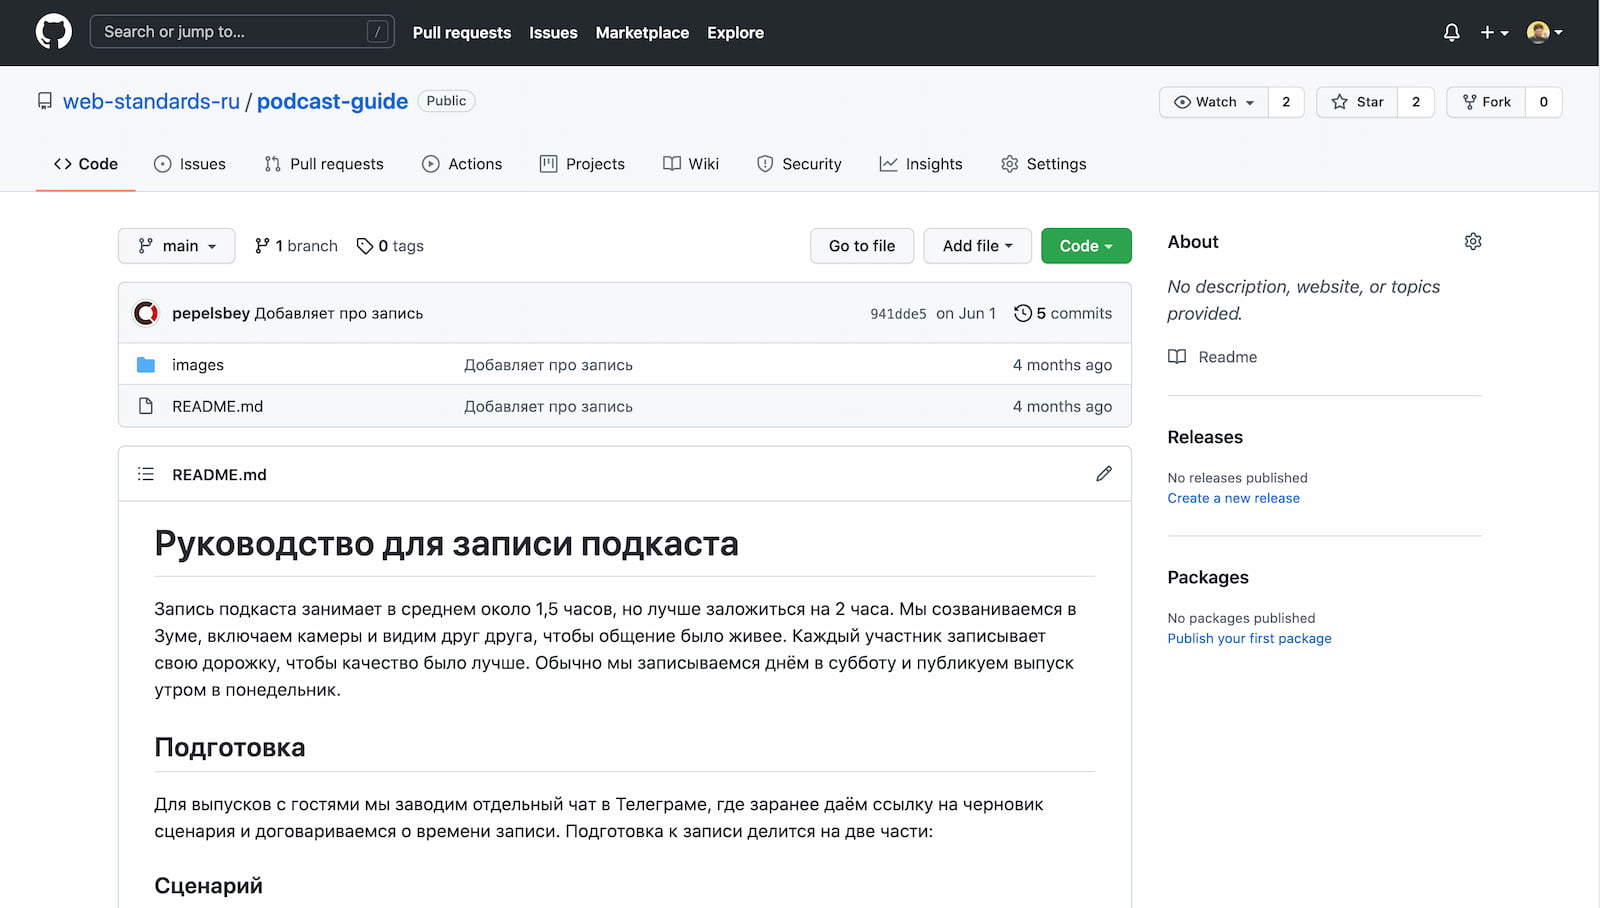 Search or jump to... /
Pull requests
Issues
Marketplace
Explore
web-standards-ru / podcast-guide
Public
Watch 2
Star 2
Fork 0
Code
Issues
Pull requests
Actions
Projects
Wiki
Security
Insights
Settings
main
1 branch
0 tags
Go to file
Add file
Code
pepelsbey Добавляет про запись
941dde5 on Jun 1
5 commits
images Добавляет про запись 4 months ago
README.md Добавляет про запись 4 months ago
README.md
Руководство для записи подкаста
Запись подкаста занимает в среднем около 1,5 часов, но лучше заложиться на 2 часа. Мы созваниваемся в
Зуме, включаем камеры и видим друг друга, чтобы общение было живее. Каждый участник записывает
свою дорожку, чтобы качество было лучше. Обычно мы записываемся днём в субботу и публикуем выпуск
утром в понедельник.
Подготовка
Для выпусков с гостями мы заводим отдельный чат в Телеграме, где заранее даём ссылку на черновик
сценария и договариваемся о времени записи. Подготовка к записи делится на две части:
Сценарий
About
No description, website, or topics
provided.
Readme
Releases
No releases published
Create a new release
Packages
No packages published
Publish your first package